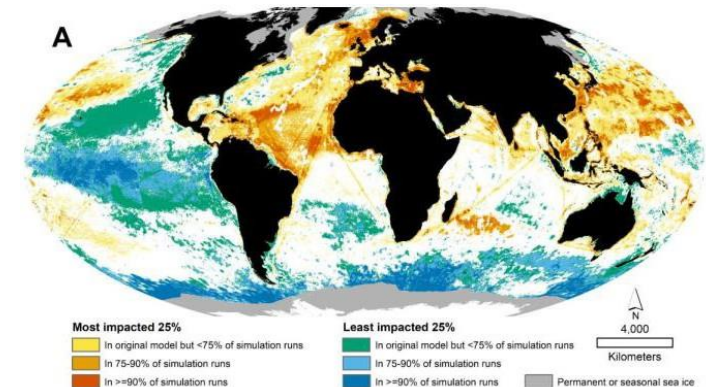 A
N
4,000
Kilometers
Most impacted 25%
In original model but <75% of simulation runs
In 75-90% of simulation runs
In >=90% of simulation runs
Least impacted 25%
In original model but <75% of simulation runs
In 75-90% of simulation runs
In >=90% of simulation runs
Permanent or seasonal sea ice